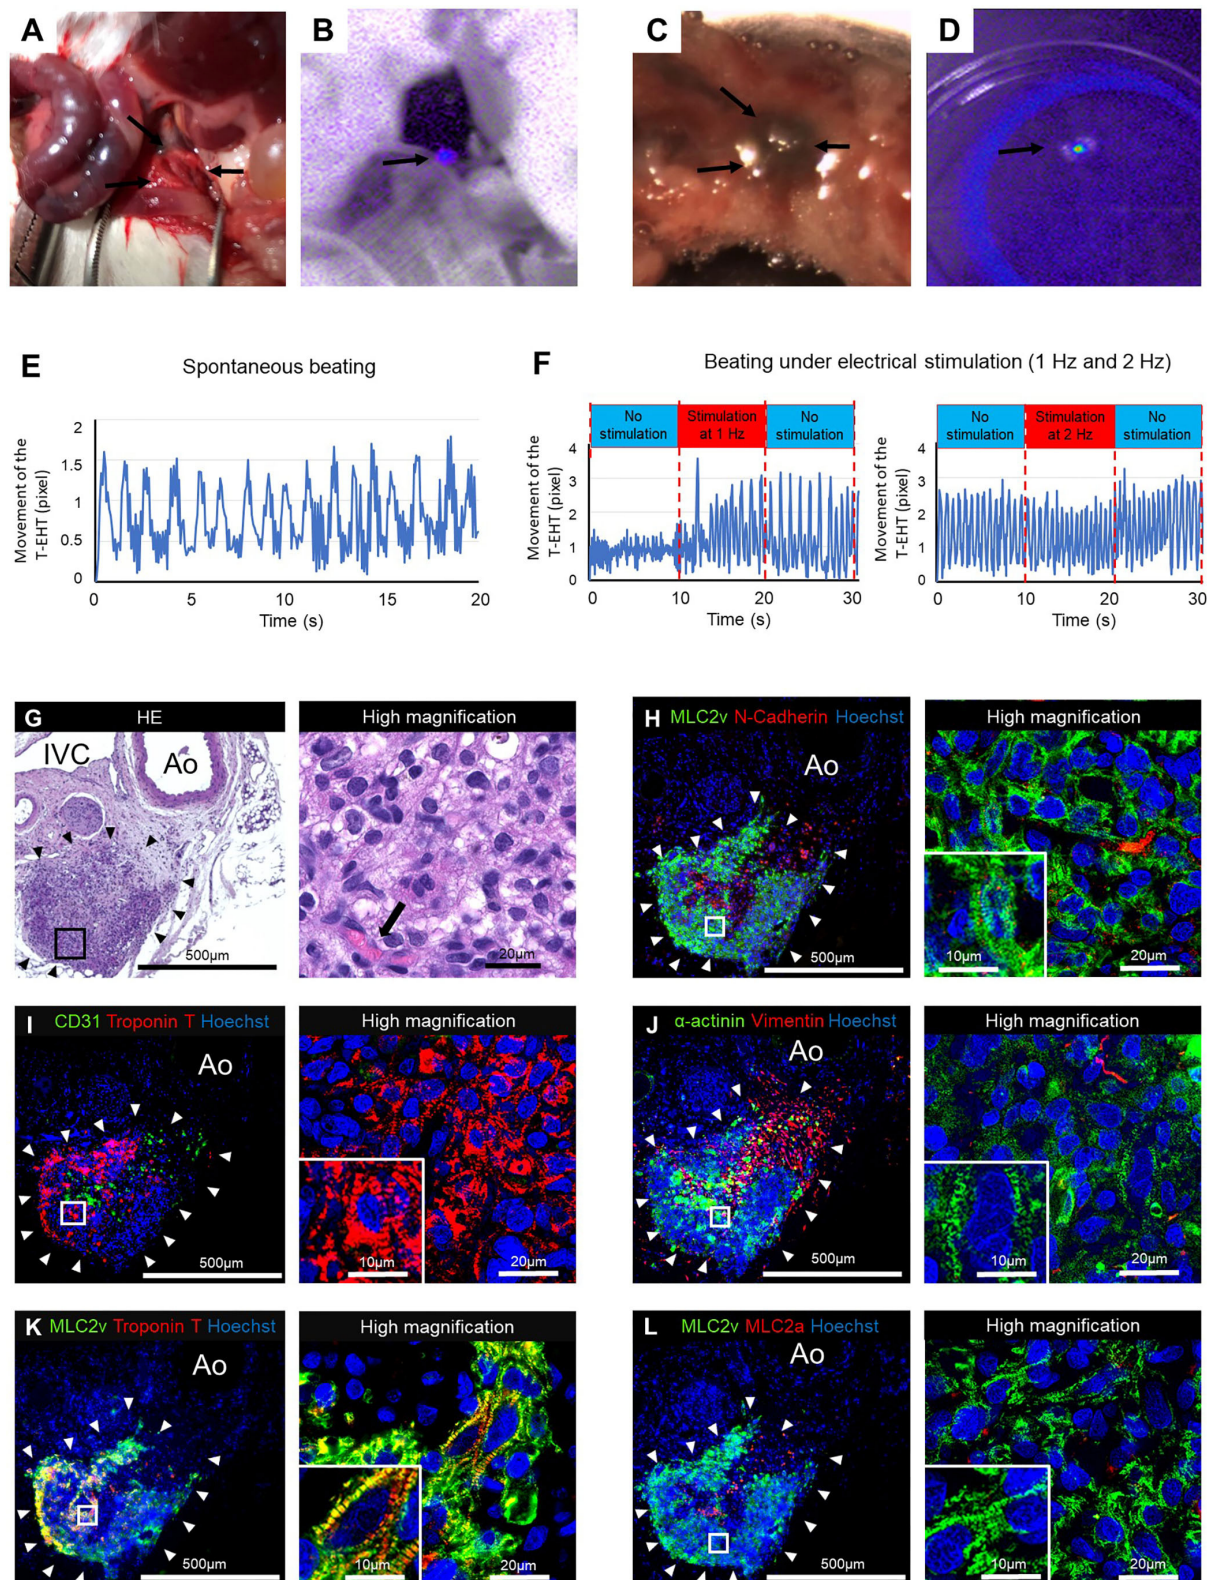 A
B
C
D
E
Spontaneous beating
Movement of the
T-EHT (pixel)
2
1.5
1
0.5
0
0
5
10
15
20
Time (s)
F
Beating under electrical stimulation (1 Hz and 2 Hz)
No
stimulation
Stimulation
at 1 Hz
No
stimulation
Movement of the
T-EHT (pixel)
4
3
2
1
0
0
10
20
30
Time (s)
No
stimulation
Stimulation
at 2 Hz
No
stimulation
Movement of the
T-EHT (pixel)
4
3
2
1
0
0
10
20
30
Time (s)
G
HE
IVC
Ao
500µm
High magnification
20µm
H
MLC2v N-Cadherin Hoechst
Ao
500µm
High magnification
10µm
20µm
I
CD31 Troponin T Hoechst
Ao
500µm
High magnification
10µm
20µm
J
α-actinin Vimentin Hoechst
Ao
500µm
High magnification
10µm
20µm
K
MLC2v Troponin T Hoechst
Ao
500µm
High magnification
10µm
20µm
L
MLC2v MLC2a Hoechst
Ao
500µm
High magnification
10µm
20µm